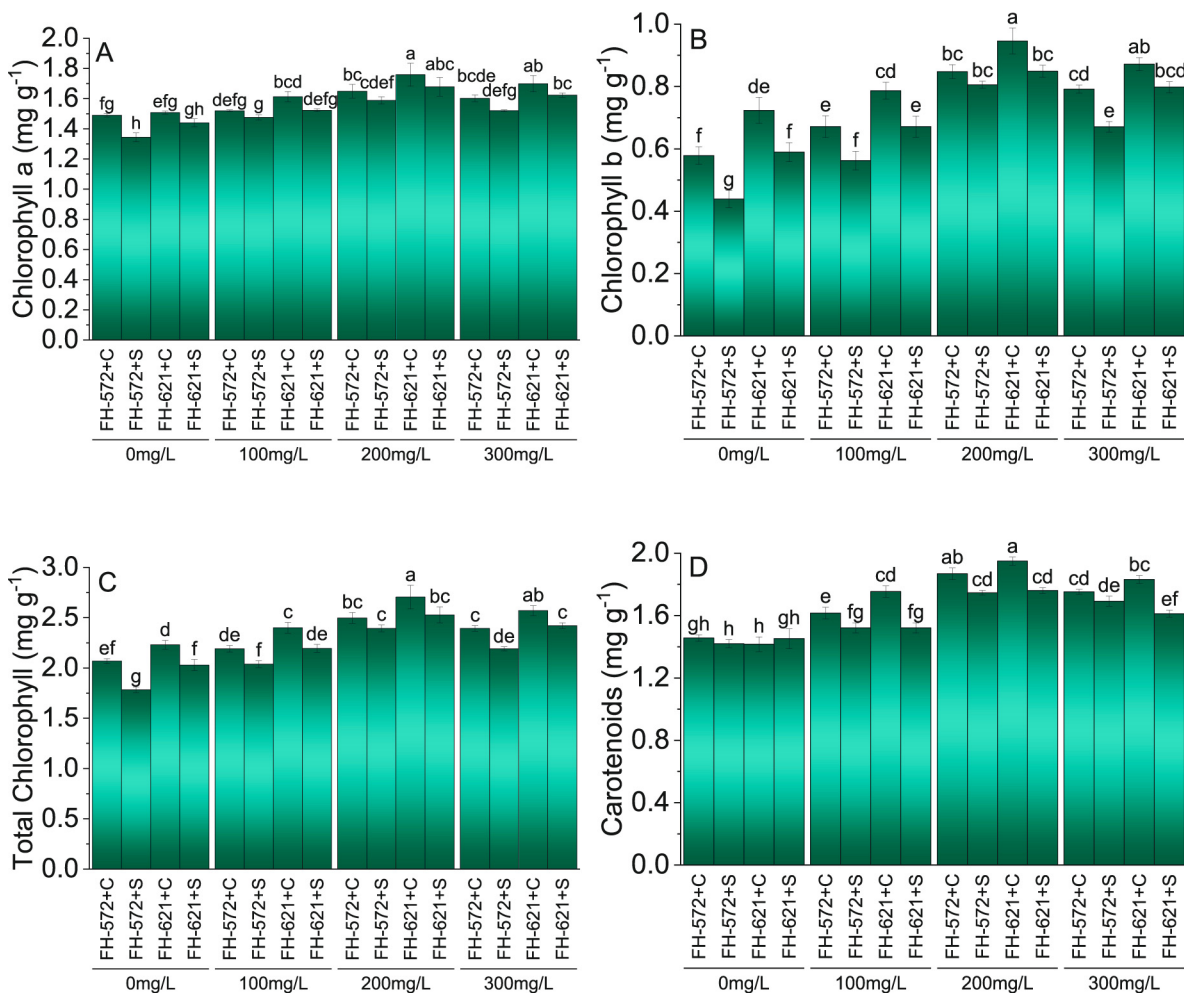 A
Chlorophyll a (mg g⁻¹)
2.0
1.8
1.6
1.4
1.2
1.0
0.8
0.6
0.4
0.2
0.0
fg h efg gh defg g bcd defg bc cdef a abc bcde defg ab bc
FH-572+C FH-572+S FH-621+C FH-621+S FH-572+C FH-572+S FH-621+C FH-621+S FH-572+C FH-572+S FH-621+C FH-621+S FH-572+C FH-572+S FH-621+C FH-621+S
0mg/L 100mg/L 200mg/L 300mg/L
B
Chlorophyll b (mg g⁻¹)
1.0
0.8
0.6
0.4
0.2
0.0
f g de f e f cd e bc bc a bc cd e ab bcd
FH-572+C FH-572+S FH-621+C FH-621+S FH-572+C FH-572+S FH-621+C FH-621+S FH-572+C FH-572+S FH-621+C FH-621+S FH-572+C FH-572+S FH-621+C FH-621+S
0mg/L 100mg/L 200mg/L 300mg/L
C
Total Chlorophyll (mg g⁻¹)
3.0
2.5
2.0
1.5
1.0
0.5
0.0
ef g d f de f c de bc c a bc c de ab c
FH-572+C FH-572+S FH-621+C FH-621+S FH-572+C FH-572+S FH-621+C FH-621+S FH-572+C FH-572+S FH-621+C FH-621+S FH-572+C FH-572+S FH-621+C FH-621+S
0mg/L 100mg/L 200mg/L 300mg/L
D
Carotenoids (mg g⁻¹)
2.0
1.6
1.2
0.8
0.4
0.0
gh h h gh e fg cd fg ab cd a cd cd de bc ef
FH-572+C FH-572+S FH-621+C FH-621+S FH-572+C FH-572+S FH-621+C FH-621+S FH-572+C FH-572+S FH-621+C FH-621+S FH-572+C FH-572+S FH-621+C FH-621+S
0mg/L 100mg/L 200mg/L 300mg/L